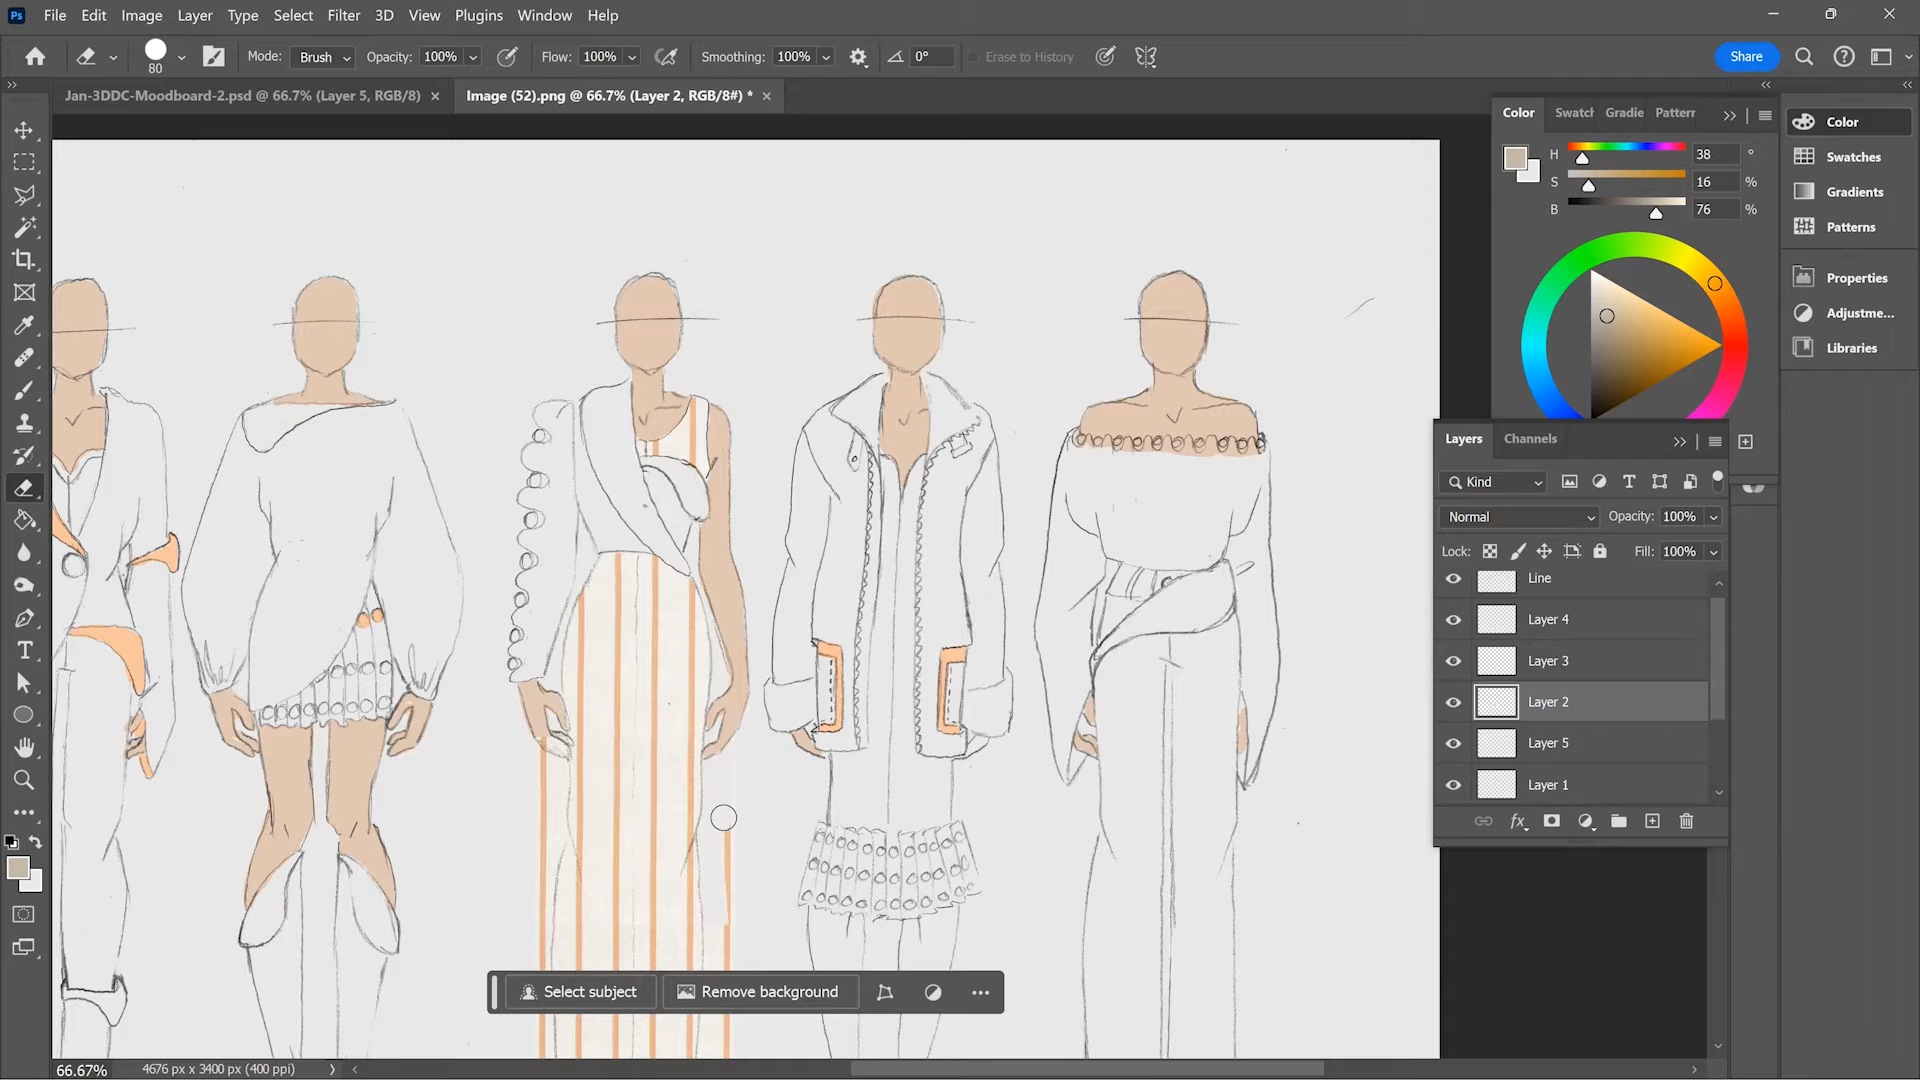 Ps File Edit Image Layer Type Select Filter 3D View Plugins Window Help
80 Mode: Brush Opacity: 100% Flow: 100% Smoothing: 100% 0° Erase to History Share
Jan-3DDC-Moodboard-2.psd @ 66.7% (Layer 5, RGB/8) × Image (52).png @ 66.7% (Layer 2, RGB/8#) * ×
Color Swatch Gradie Pattern
H 38 °
S 16 %
B 76 %
Color
Swatches
Gradients
Patterns
Properties
Adjustme...
Libraries
Layers Channels
Kind
Normal Opacity: 100%
Lock: Fill: 100%
Line
Layer 4
Layer 3
Layer 2
Layer 5
Layer 1
fx
Select subject Remove background
66.67% 4676 px x 3400 px (400 ppi)